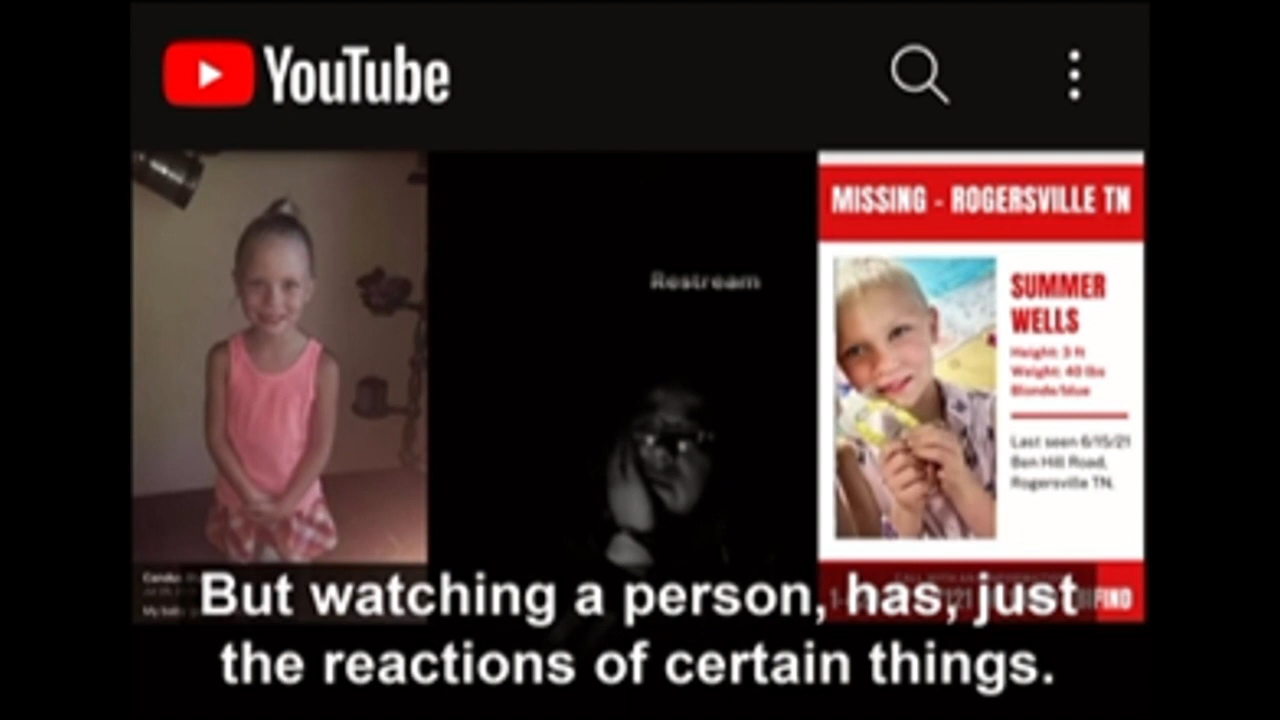 YouTube
Restream
MISSING - ROGERSVILLE TN
SUMMER
WELLS
Height: 3 ft
Weight: 40 lbs
Blonde/blue
Last seen 6/15/21
Ben Hill Road,
Rogersville TN.
FIND
But watching a person, has, just
the reactions of certain things.